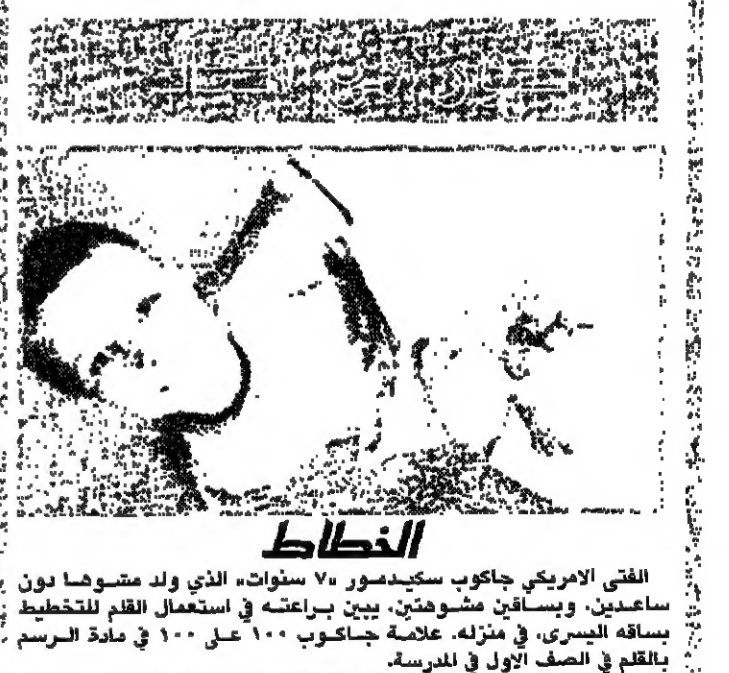 الخطاط
الفتى الامريكي جاكوب سكيدمور «٧ سنوات» الذي ولد مشوها دون
ساعدين، وبساقين مشوهتين، يبين براعته في استعمال القلم للتخطيط
بساقه اليسرى، في منزله. علامة جاكوب ١٠٠ على ١٠٠ في مادة الرسم
بالقلم في الصف الاول في المدرسة.